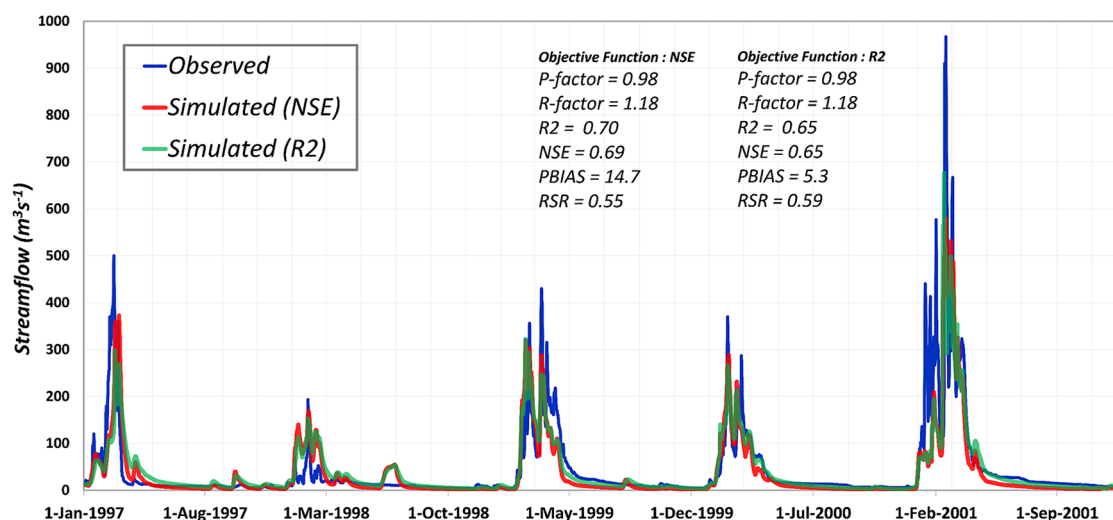 1000
900
800
700
600
500
400
300
200
100
0
Streamflow (m³s⁻¹)
Observed
Simulated (NSE)
Simulated (R2)
Objective Function : NSE
P-factor = 0.98
R-factor = 1.18
R2 = 0.70
NSE = 0.69
PBIAS = 14.7
RSR = 0.55
Objective Function : R2
P-factor = 0.98
R-factor = 1.18
R2 = 0.65
NSE = 0.65
PBIAS = 5.3
RSR = 0.59
1-Jan-1997 1-Aug-1997 1-Mar-1998 1-Oct-1998 1-May-1999 1-Dec-1999 1-Jul-2000 1-Feb-2001 1-Sep-2001